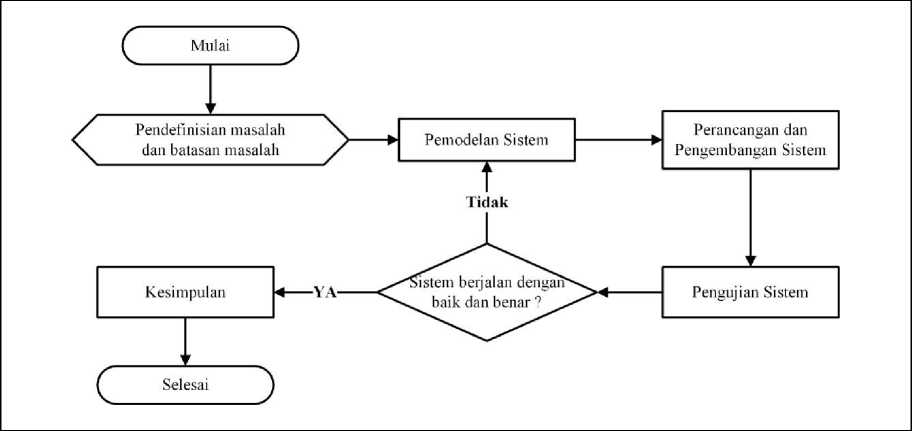 Mulai
Pendefinisian masalah
dan batasan masalah
Pemodelan Sistem
Perancangan dan
Pengembangan Sistem
Tidak
Sistem berjalan dengan
baik dan benar ?
Pengujian Sistem
YA
Kesimpulan
Selesai